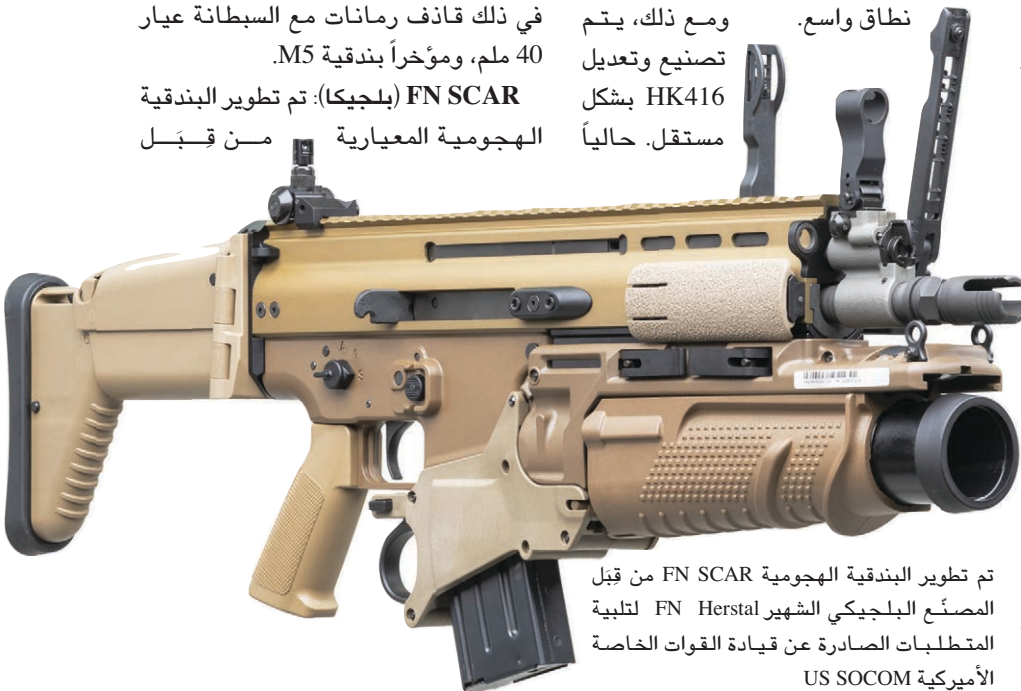 نطاق واسع.
ومع ذلك، يتم
تصنيع وتعديل
HK416 بشكل
مستقل. حالياً
في ذلك قاذف رمانات مع السبطانة عيار
40 ملم، ومؤخراً بندقية M5.
FN SCAR (بلجيكا): تم تطوير البندقية
الهجومية المعيارية من قِبَل
تم تطوير البندقية الهجومية FN SCAR من قِبَل
المصنّع البلجيكي الشهير FN Herstal لتلبية
المتطلبات الصادرة عن قيادة القوات الخاصة
الأميركية US SOCOM